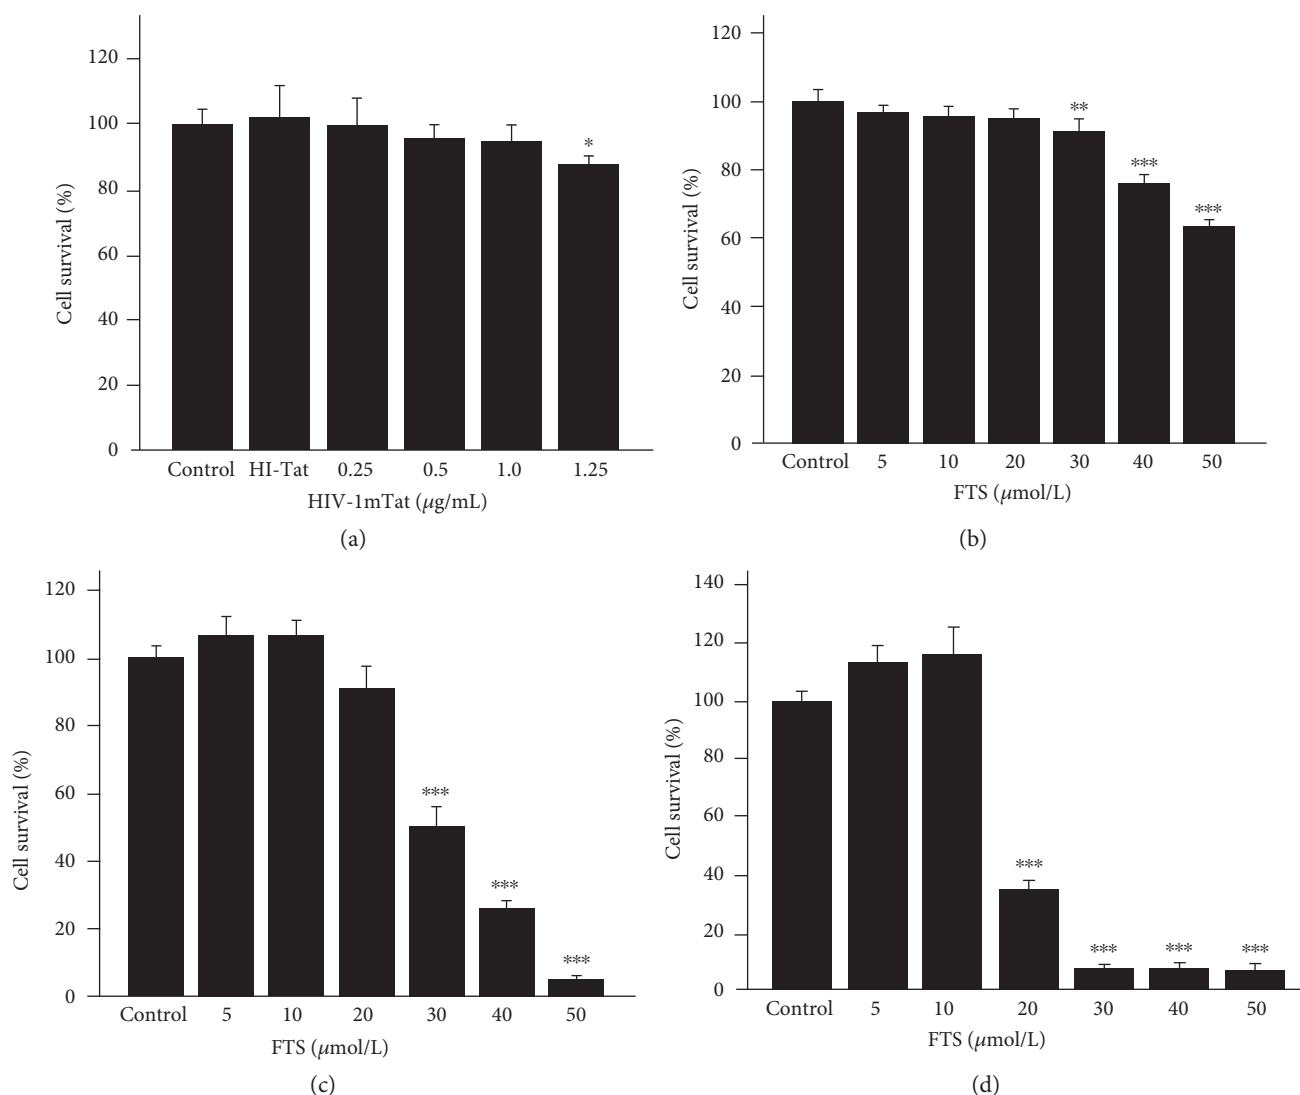 120
100
80
60
40
20
0
Cell survival (%)
*
Control HI-Tat 0.25 0.5 1.0 1.25
HIV-1mTat (μg/mL)
(a)
120
100
80
60
40
20
0
Cell survival (%)
**
***
***
Control 5 10 20 30 40 50
FTS (μmol/L)
(b)
120
100
80
60
40
20
0
Cell survival (%)
***
***
***
Control 5 10 20 30 40 50
FTS (μmol/L)
(c)
140
120
100
80
60
40
20
0
Cell survival (%)
***
*** *** ***
Control 5 10 20 30 40 50
FTS (μmol/L)
(d)